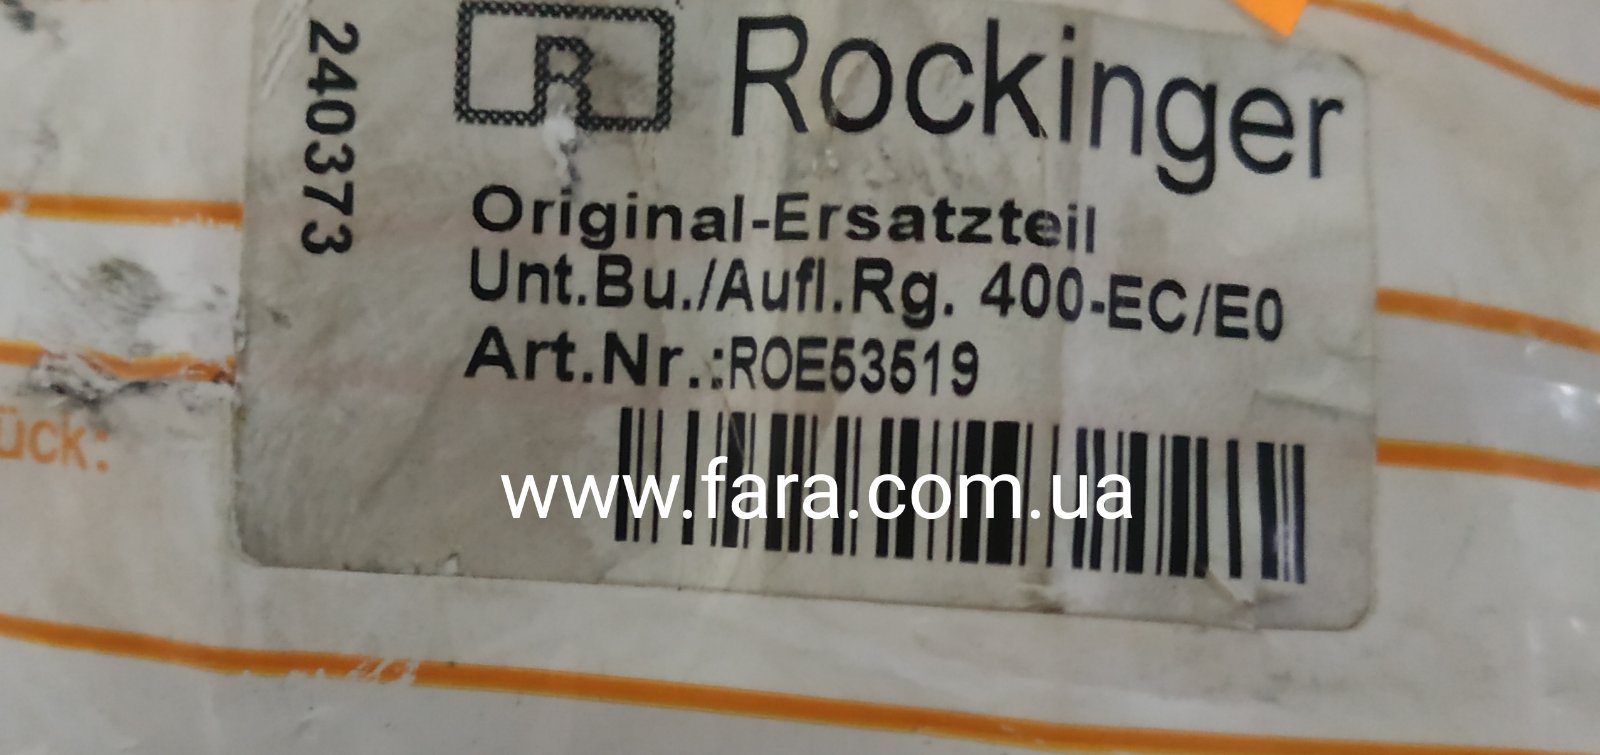 240373
R Rockinger
Original-Ersatzteil
Unt.Bu./Aufl.Rg. 400-EC/E0
Art.Nr.:ROE53519
www.fara.com.ua
ück: